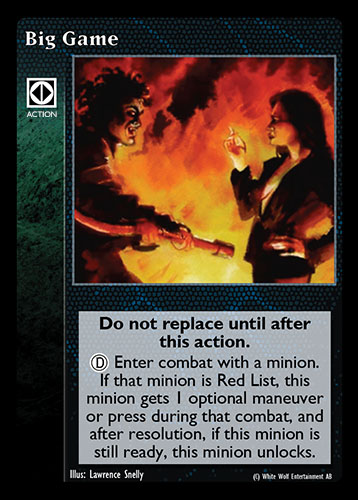 Big Game
ACTION
Do not replace until after
this action.
Ⓓ Enter combat with a minion.
If that minion is Red List, this
minion gets 1 optional maneuver
or press during that combat, and
after resolution, if this minion is
still ready, this minion unlocks.
Illus: Lawrence Snelly
(C) White Wolf Entertainment AB